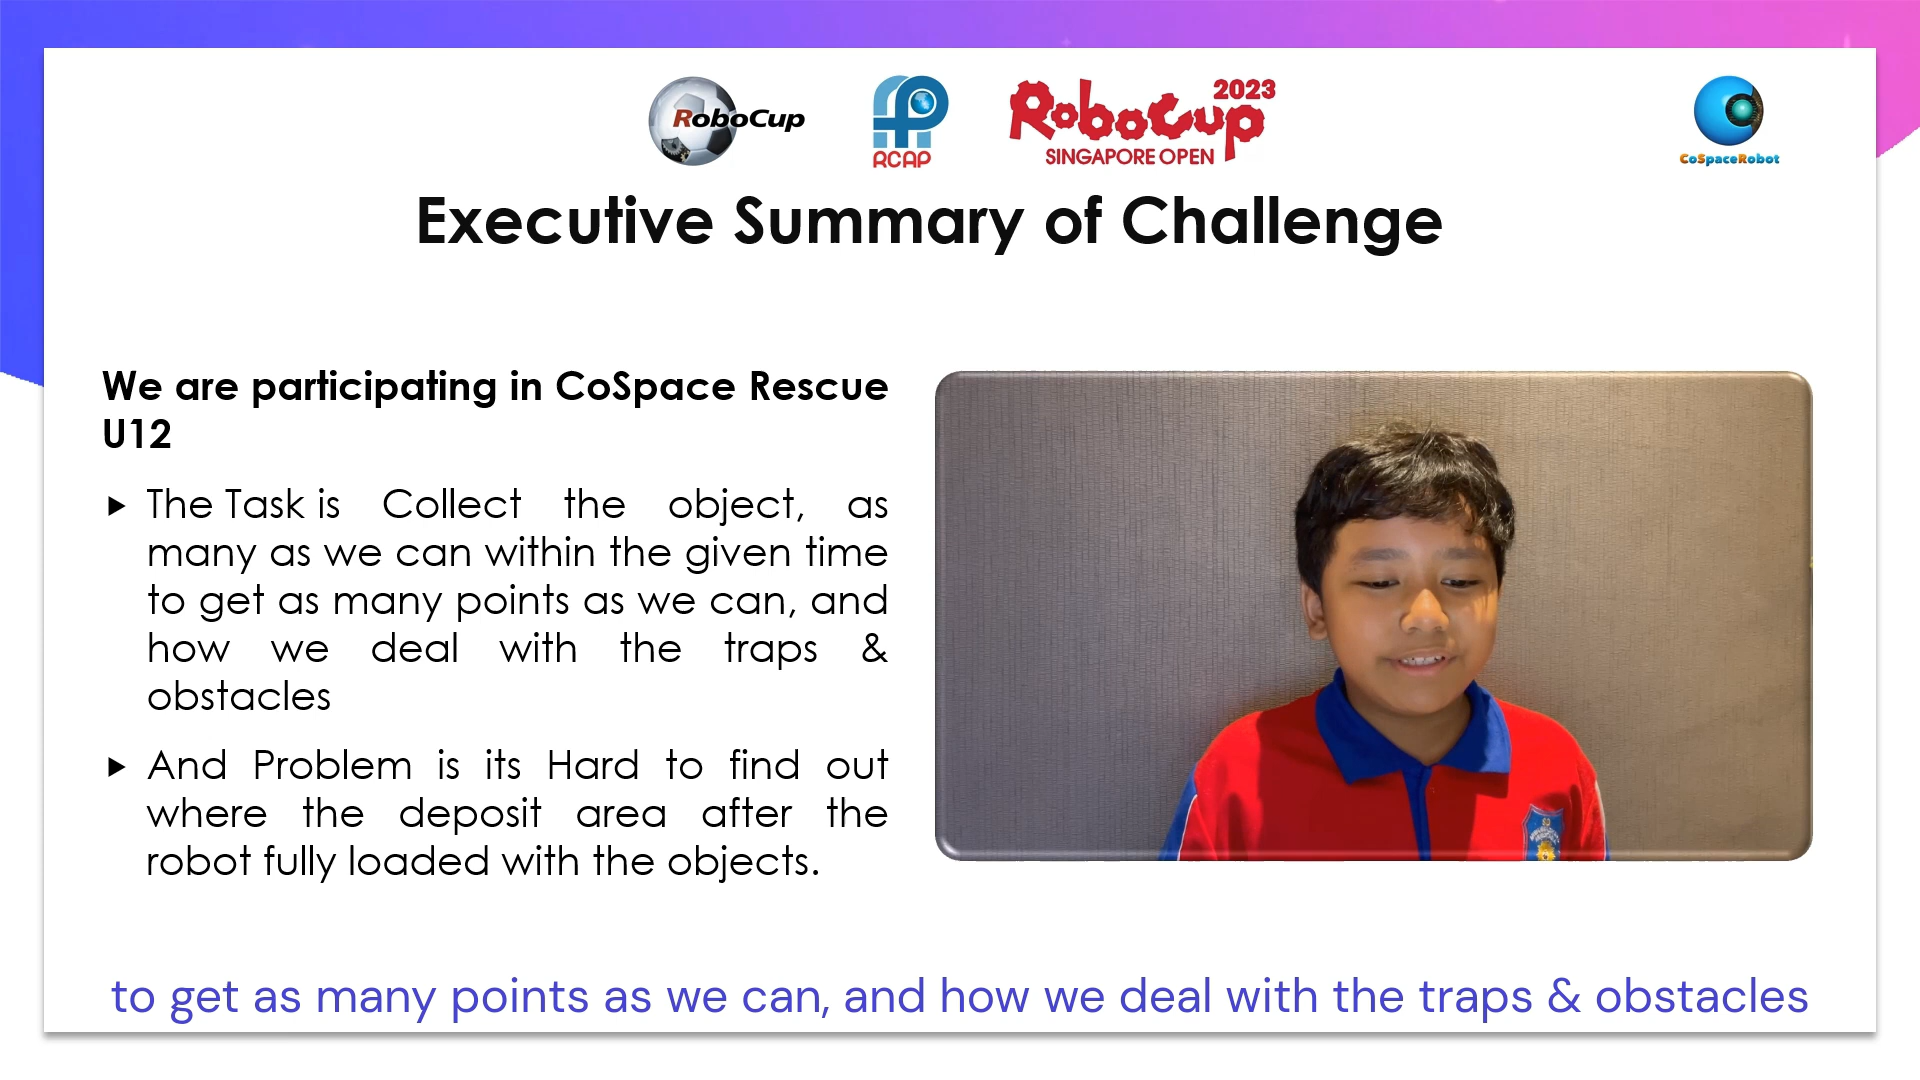 RoboCup
RCAP
RoboCup 2023
SINGAPORE OPEN
CoSpaceRobot
Executive Summary of Challenge
We are participating in CoSpace Rescue
U12
The Task is Collect the object, as
many as we can within the given time
to get as many points as we can, and
how we deal with the traps &
obstacles
And Problem is its Hard to find out
where the deposit area after the
robot fully loaded with the objects.
to get as many points as we can, and how we deal with the traps & obstacles